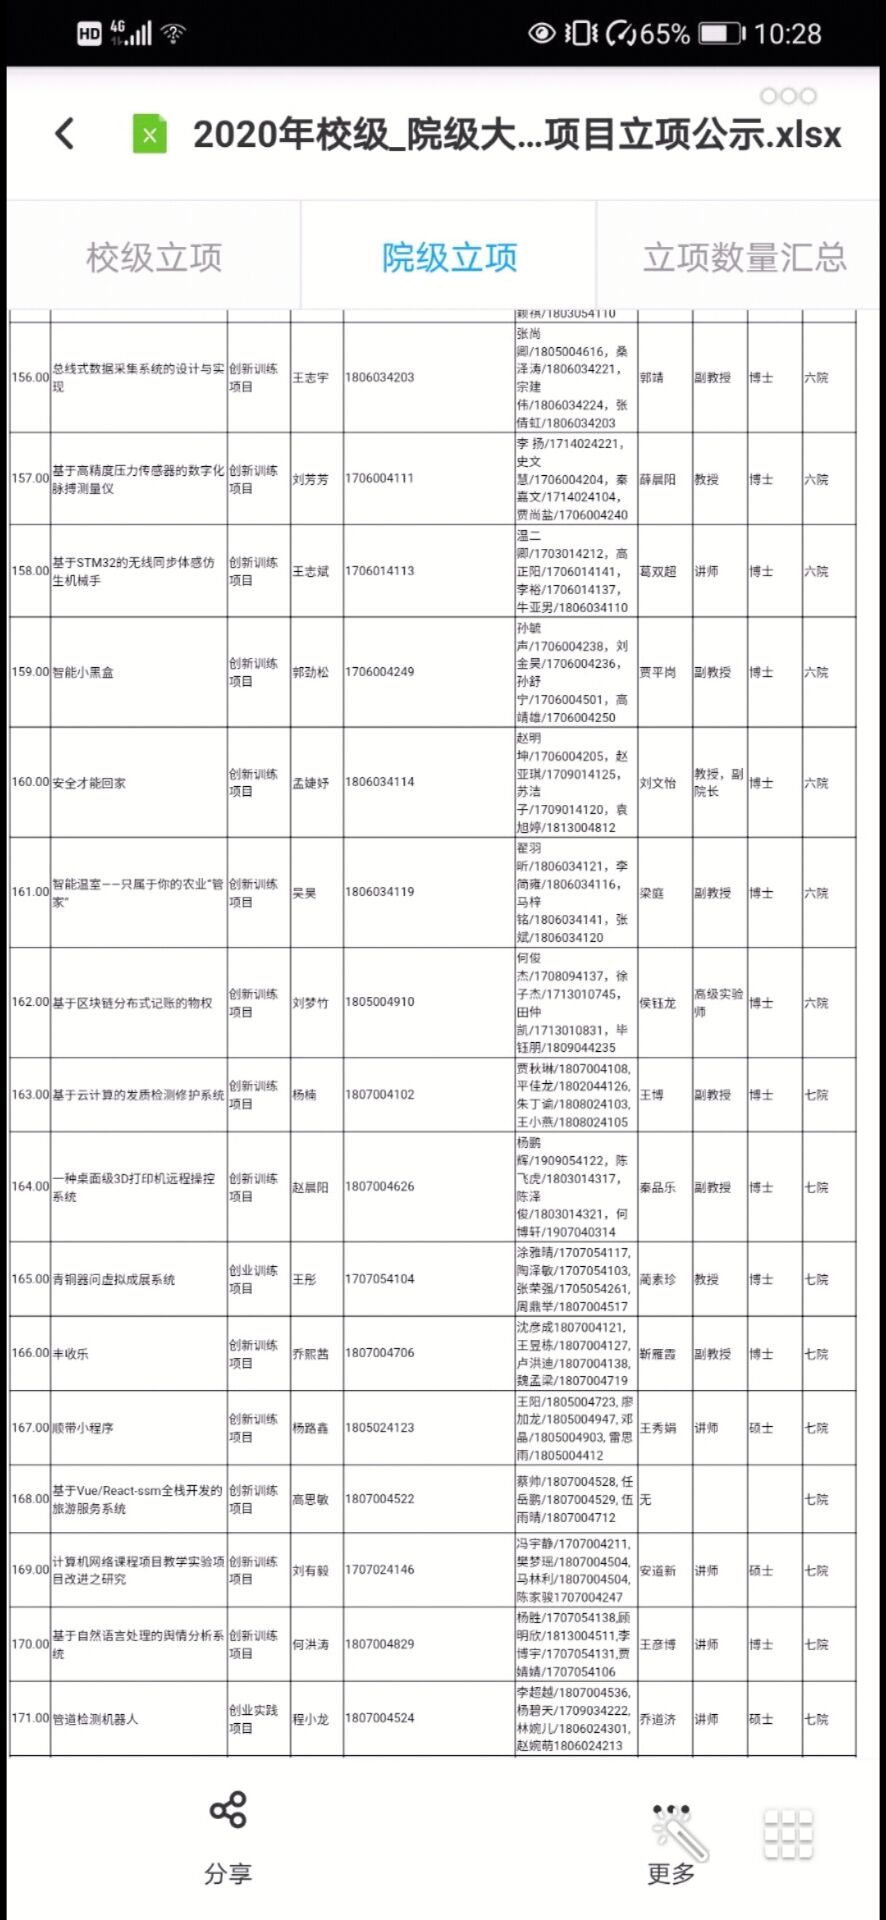 HD 4G 65% 10:28
2020年校级_院级大...项目立项公示.xlsx
校级立项 院级立项 立项数量汇总
颖祺/1803054110
156.00 总线式数据采集系统的设计与实现 创新训练项目 王志宇 1806034203 张尚卿/1805004616，桑泽涛/1806034221，宗建伟/1806034224，张倩虹/1806034203 郭靖 副教授 博士 六院
157.00 基于高精度压力传感器的数字化脉搏测量仪 创新训练项目 刘芳芳 1706004111 李 扬/1714024221，史文慧/1706004204，秦嘉文/1714024104，贾尚盐/1706004240 薛晨阳 教授 博士 六院
158.00 基于STM32的无线同步体感仿生机械手 创新训练项目 王志斌 1706014113 温二卿/1703014212，高正阳/1706014141，李裕/1706014137，牛亚男/1806034110 葛双超 讲师 博士 六院
159.00 智能小黑盒 创新训练项目 郭劲松 1706004249 孙毓声/1706004238，刘金昊/1706004236，孙舒宁/1706004501，高靖雄/1706004250 贾平岗 副教授 博士 六院
160.00 安全才能回家 创新训练项目 孟婕妤 1806034114 赵明坤/1706004205，赵亚琪/1709014125，苏洁子/1709014120，袁旭婷/1813004812 刘文怡 教授，副院长 博士 六院
161.00 智能温室——只属于你的农业“管家” 创新训练项目 吴昊 1806034119 翟羽昕/1806034121，李简雍/1806034116，马梓铭/1806034141，张斌/1806034120 梁庭 副教授 博士 六院
162.00 基于区块链分布式记账的物权 创新训练项目 刘梦竹 1805004910 何俊杰/1708094137，徐子杰/1713010745，田仲凯/1713010831，毕钰朋/1809044235 侯钰龙 高级实验师 博士 六院
163.00 基于云计算的发质检测修护系统 创新训练项目 杨楠 1807004102 贾秋琳/1807004108,平佳龙/1802044126,朱丁谕/1808024103,王小燕/1808024105 王博 副教授 博士 七院
164.00 一种桌面级3D打印机远程操控系统 创新训练项目 赵晨阳 1807004626 杨鹏辉/1909054122，陈飞虎/1803014317，陈泽俊/1803014321，何博轩/1907040314 秦品乐 副教授 博士 七院
165.00 青铜器问虚拟成展系统 创业训练项目 王彤 1707054104 涂雅晴/1707054117,陶泽敏/1707054103,张荣强/1705054261,周鼎举/1807004517 蔺素珍 教授 博士 七院
166.00 丰收乐 创新训练项目 乔熙茜 1807004706 沈彦成1807004121,王昱栋/1807004127,卢洪迪/1807004138,魏孟梁/1807004719 靳雁霞 副教授 博士 七院
167.00 顺带小程序 创新训练项目 杨路鑫 1805024123 王阳/1805004723, 廖加龙/1805004947, 邓晶/1805004903, 雷思雨/1805004412 王秀娟 讲师 硕士 七院
168.00 基于Vue/React-ssm全栈开发的旅游服务系统 创新训练项目 高思敏 1807004522 蔡帅/1807004528, 任岳鹏/1807004529, 伍雨晴/1807004712 无 七院
169.00 计算机网络课程项目教学实验项目改进之研究 创新训练项目 刘有毅 1707024146 冯宇静/1707004211,樊梦瑶/1807004504,马林利/1807004504,陈家骏1707004247 安道新 讲师 硕士 七院
170.00 基于自然语言处理的舆情分析系统 创新训练项目 何洪涛 1807004829 杨胜/1707054138,顾明欣/1813004511,李博宇/1707054131,贾婧婧/1707054106 王彦博 讲师 博士 七院
171.00 管道检测机器人 创业实践项目 程小龙 1807004524 李超越/1807004536,杨碧天/1709034222,林婉儿/1806024301,赵婉萌1806024213 乔道济 讲师 硕士 七院
分享 更多